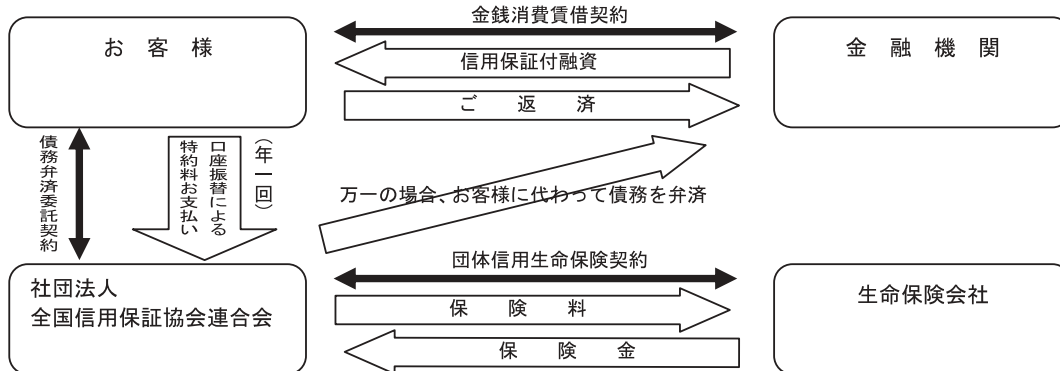 金銭消費賃借契約
お客様
信用保証付融資
金融機関
ご返済
債務弁済委託契約
口座振替による
特約料お支払い
(年一回)
万一の場合、お客様に代わって債務を弁済
団体信用生命保険契約
社団法人
全国信用保証協会連合会
保険料
生命保険会社
保険金